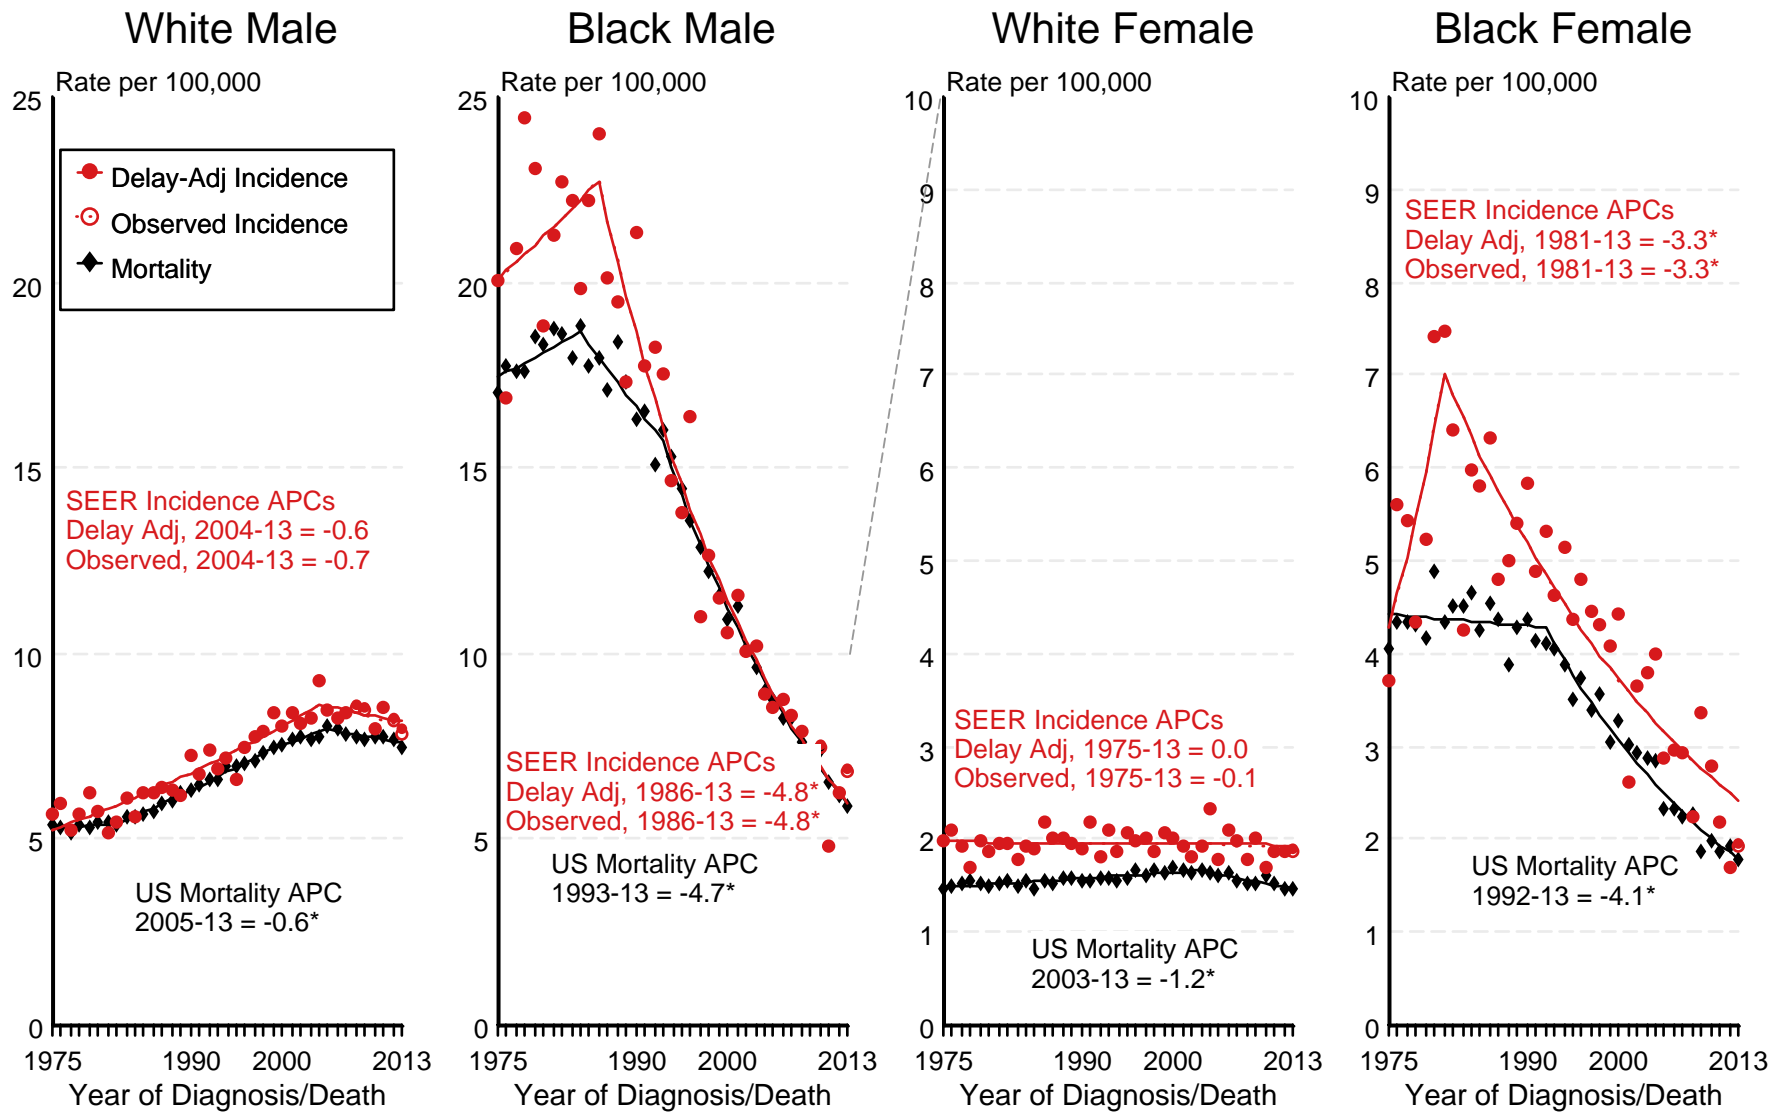 White Male
Rate per 100,000
25
20
15
10
5
0
Delay-Adj Incidence
Observed Incidence
Mortality
SEER Incidence APCs
Delay Adj, 2004-13 = -0.6
Observed, 2004-13 = -0.7
US Mortality APC
2005-13 = -0.6*
1975 1990 2000 2013
Year of Diagnosis/Death
Black Male
Rate per 100,000
25
20
15
10
5
0
SEER Incidence APCs
Delay Adj, 1986-13 = -4.8*
Observed, 1986-13 = -4.8*
US Mortality APC
1993-13 = -4.7*
1975 1990 2000 2013
Year of Diagnosis/Death
White Female
Rate per 100,000
10
9
8
7
6
5
4
3
2
1
0
SEER Incidence APCs
Delay Adj, 1975-13 = 0.0
Observed, 1975-13 = -0.1
US Mortality APC
2003-13 = -1.2*
1975 1990 2000 2013
Year of Diagnosis/Death
Black Female
Rate per 100,000
10
9
8
7
6
5
4
3
2
1
0
SEER Incidence APCs
Delay Adj, 1981-13 = -3.3*
Observed, 1981-13 = -3.3*
US Mortality APC
1992-13 = -4.1*
1975 1990 2000 2013
Year of Diagnosis/Death